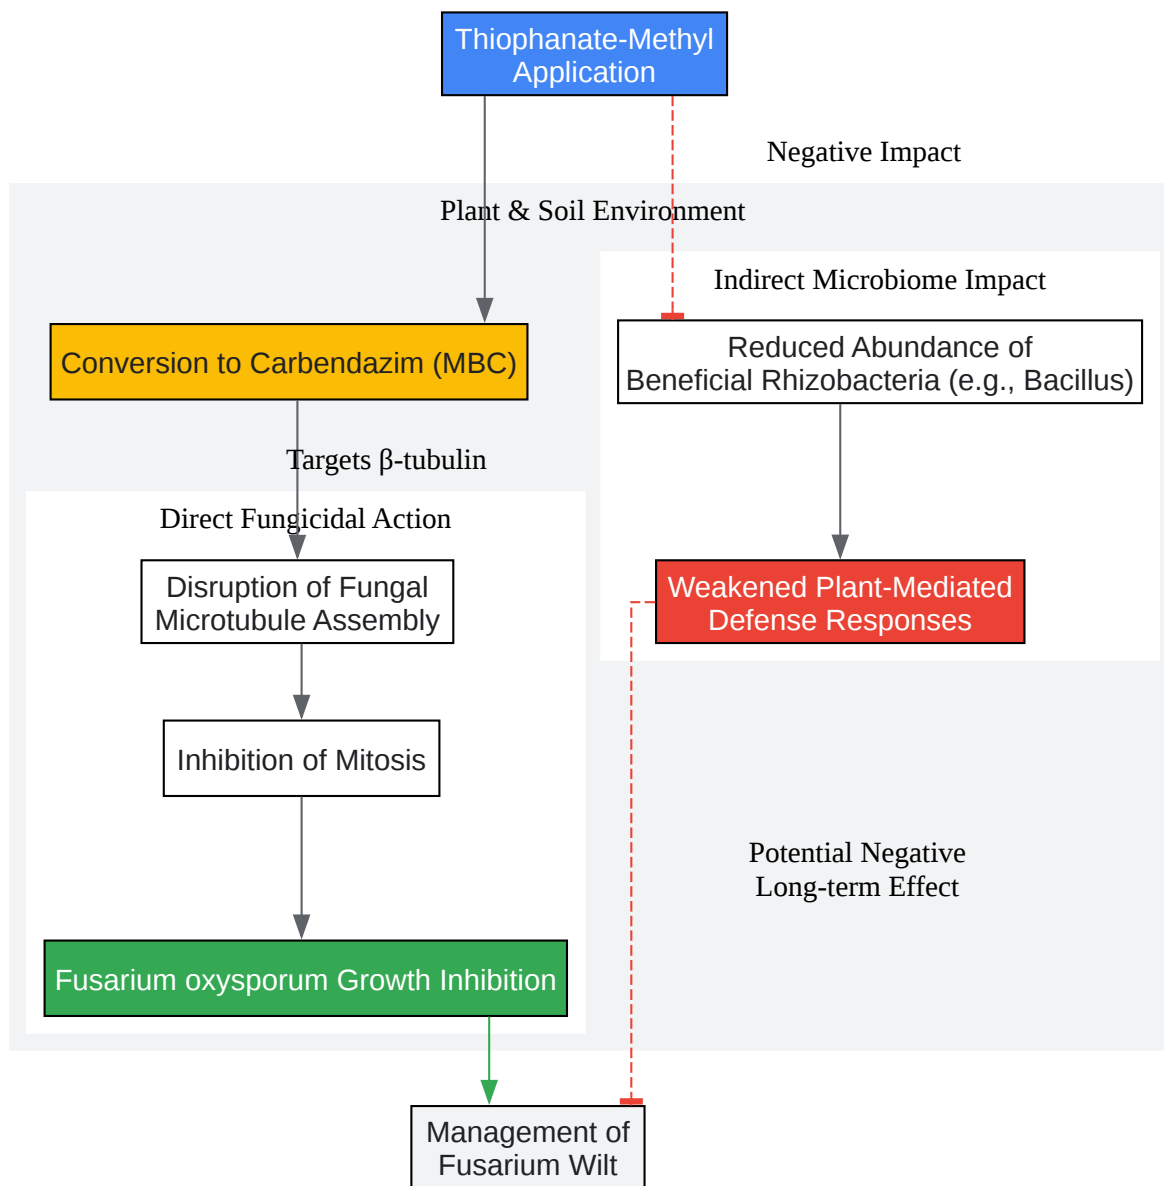 Thiophanate-Methyl
Application
Negative Impact
Plant & Soil Environment
Indirect Microbiome Impact
Conversion to Carbendazim (MBC)
Reduced Abundance of
Beneficial Rhizobacteria (e.g., Bacillus)
Targets β-tubulin
Direct Fungicidal Action
Disruption of Fungal
Microtubule Assembly
Weakened Plant-Mediated
Defense Responses
Inhibition of Mitosis
Potential Negative
Long-term Effect
Fusarium oxysporum Growth Inhibition
Management of
Fusarium Wilt